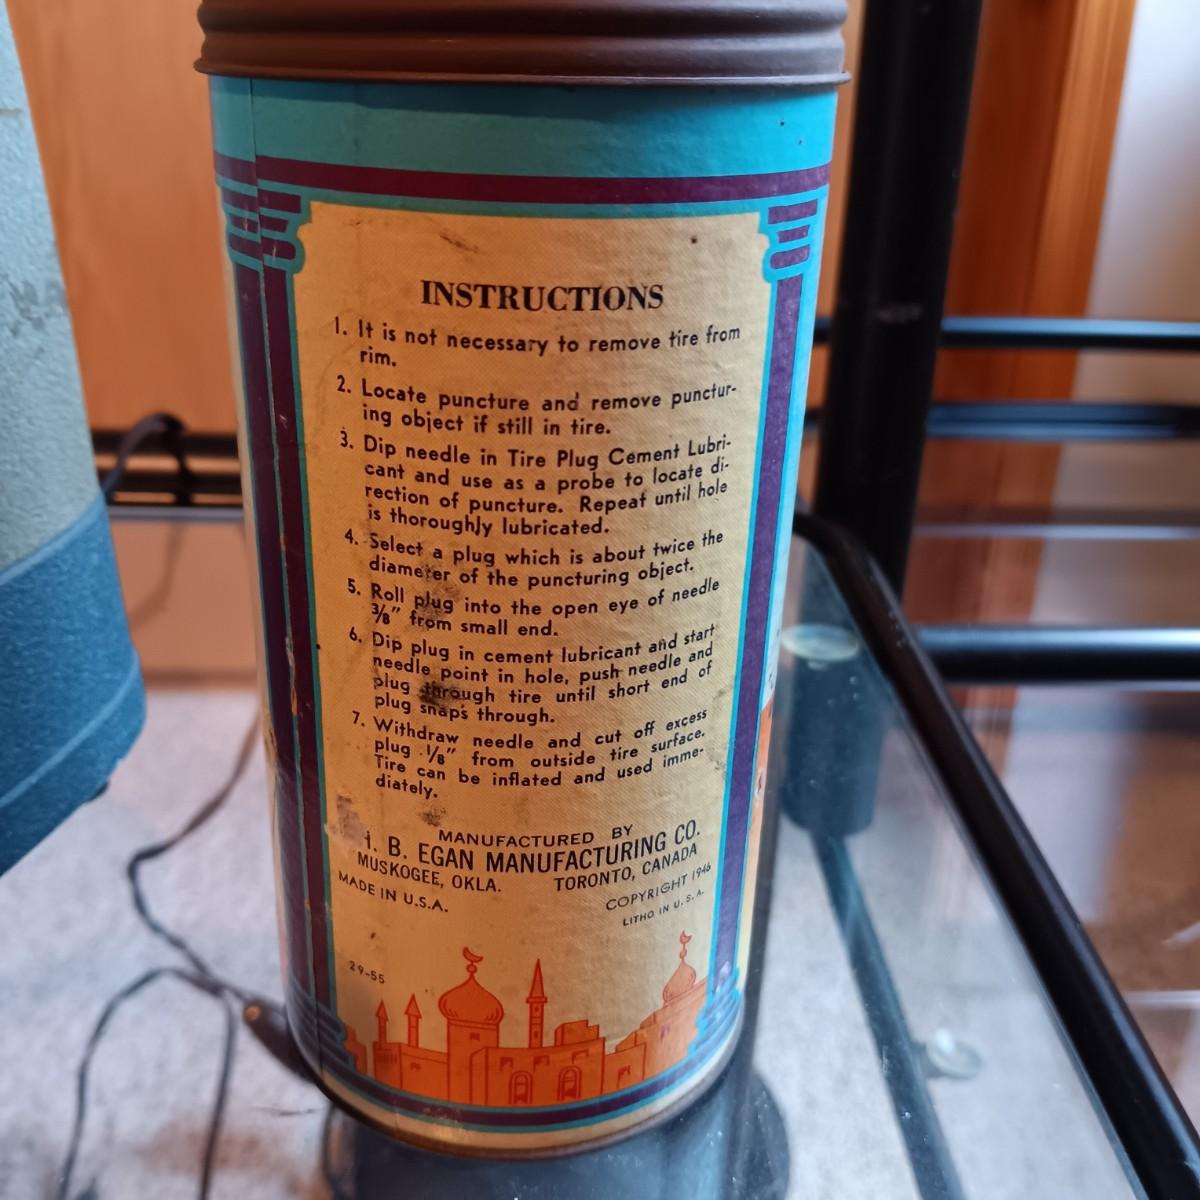 INSTRUCTIONS
1. It is not necessary to remove tire from
rim.
2. Locate puncture and remove punctur-
ing object if still in tire.
3. Dip needle in Tire Plug Cement Lubri-
cant and use as a probe to locate di-
rection of puncture. Repeat until hole
is thoroughly lubricated.
4. Select a plug which is about twice the
diameter of the puncturing object.
5. Roll plug into the open eye of needle
3/8" from small end.
6. Dip plug in cement lubricant and start
needle point in hole, push needle and
plug through tire until short end of
plug snaps through.
7. Withdraw needle and cut off excess
plug 1/8" from outside tire surface.
Tire can be inflated and used imme-
diately.
MANUFACTURED BY
B. EGAN MANUFACTURING CO.
MUSKOGEE, OKLA. TORONTO, CANADA
MADE IN U.S.A. COPYRIGHT 1946
LITHO IN U.S.A.
29-55